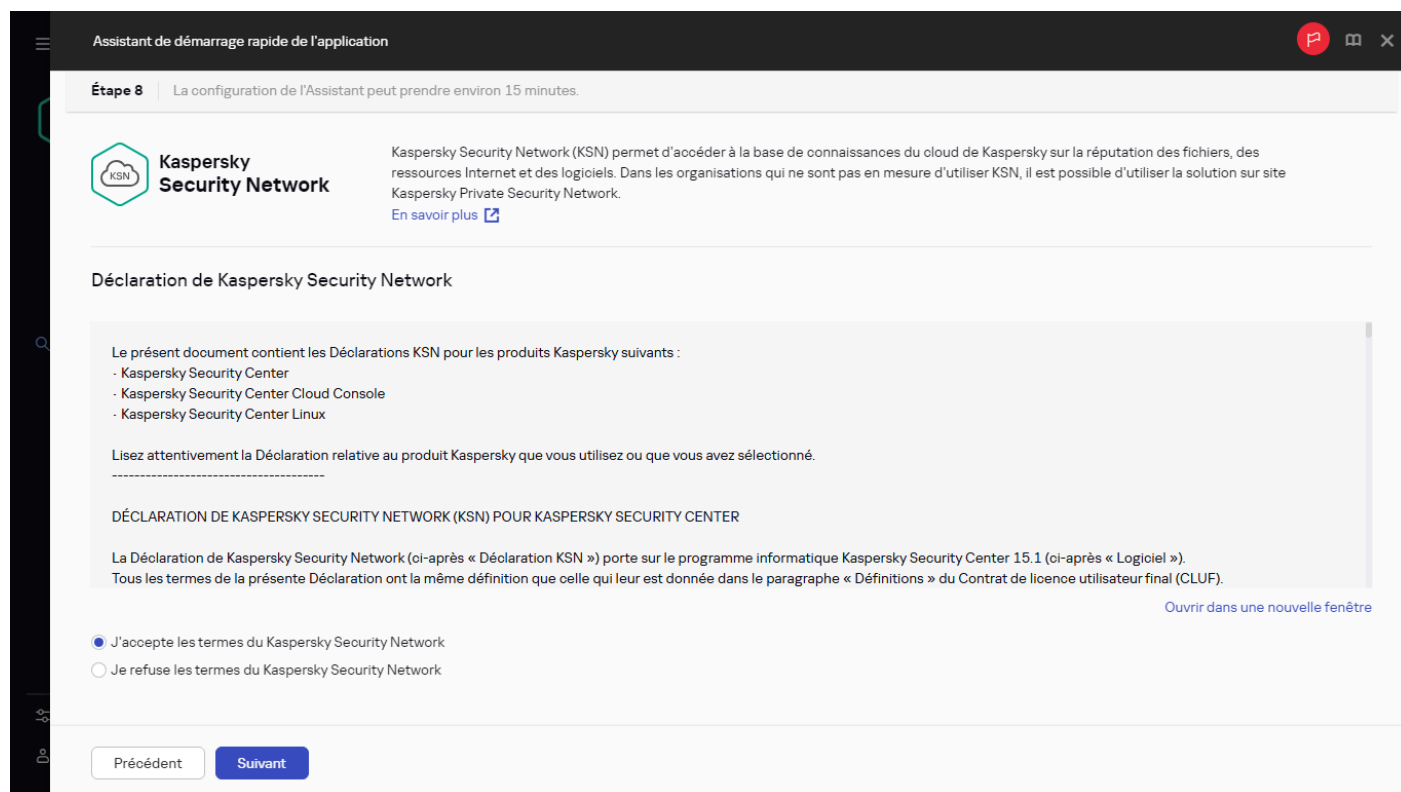 Assistant de démarrage rapide de l'application
Étape 8 La configuration de l'Assistant peut prendre environ 15 minutes.
KSN
Kaspersky
Security Network
Kaspersky Security Network (KSN) permet d'accéder à la base de connaissances du cloud de Kaspersky sur la réputation des fichiers, des
ressources Internet et des logiciels. Dans les organisations qui ne sont pas en mesure d'utiliser KSN, il est possible d'utiliser la solution sur site
Kaspersky Private Security Network.
En savoir plus
Déclaration de Kaspersky Security Network
Le présent document contient les Déclarations KSN pour les produits Kaspersky suivants :
- Kaspersky Security Center
- Kaspersky Security Center Cloud Console
- Kaspersky Security Center Linux
Lisez attentivement la Déclaration relative au produit Kaspersky que vous utilisez ou que vous avez sélectionné.
--------------------------------------
DÉCLARATION DE KASPERSKY SECURITY NETWORK (KSN) POUR KASPERSKY SECURITY CENTER
La Déclaration de Kaspersky Security Network (ci-après « Déclaration KSN ») porte sur le programme informatique Kaspersky Security Center 15.1 (ci-après « Logiciel »).
Tous les termes de la présente Déclaration ont la même définition que celle qui leur est donnée dans le paragraphe « Définitions » du Contrat de licence utilisateur final (CLUF).
Ouvrir dans une nouvelle fenêtre
J'accepte les termes du Kaspersky Security Network
Je refuse les termes du Kaspersky Security Network
Précédent
Suivant